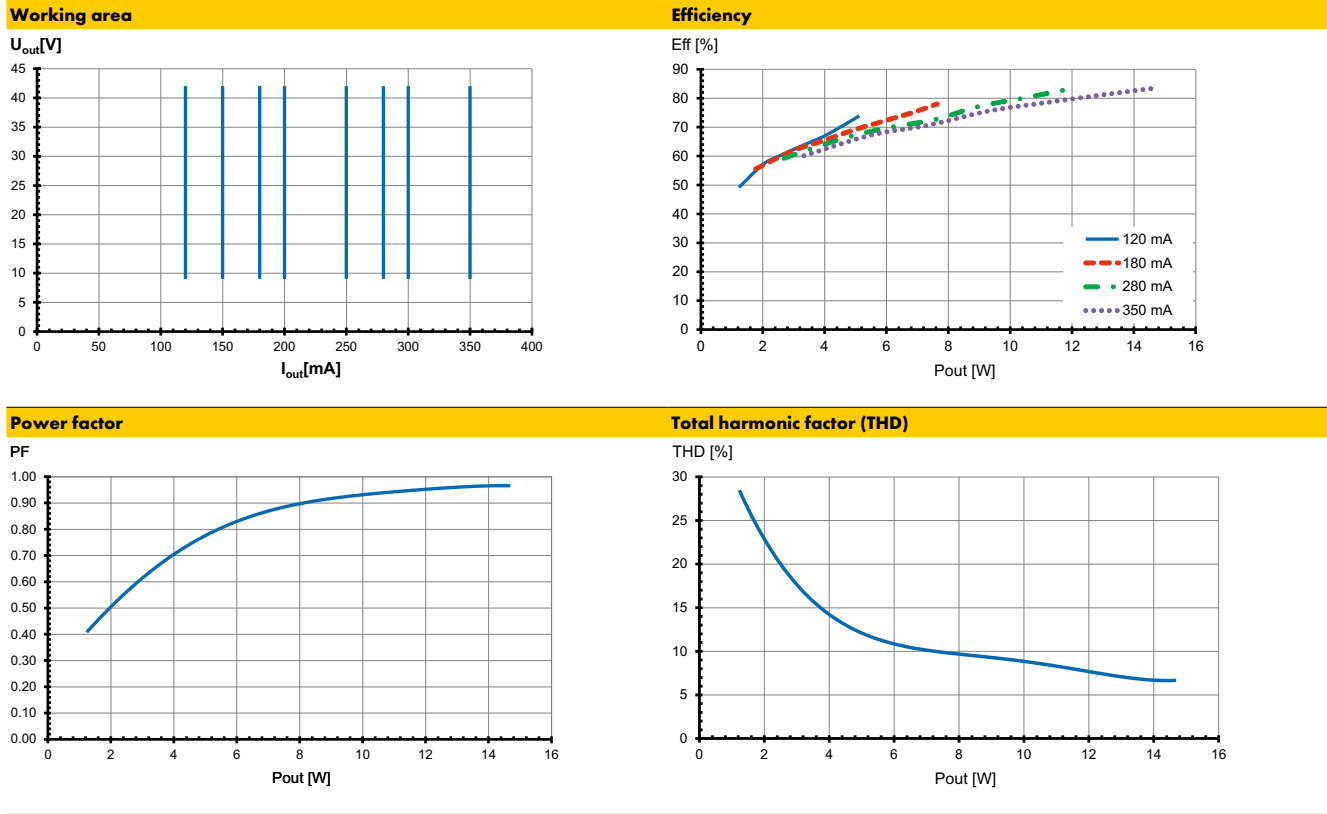 Working area
U_out[V]
45
40
35
30
25
20
15
10
5
0
0 50 100 150 200 250 300 350 400
I_out[mA]
Efficiency
Eff [%]
90
80
70
60
50
40
30
20
10
0
120 mA
180 mA
280 mA
350 mA
0 2 4 6 8 10 12 14 16
Pout [W]
Power factor
PF
1.00
0.90
0.80
0.70
0.60
0.50
0.40
0.30
0.20
0.10
0.00
0 2 4 6 8 10 12 14 16
Pout [W]
Total harmonic factor (THD)
THD [%]
30
25
20
15
10
5
0
0 2 4 6 8 10 12 14 16
Pout [W]